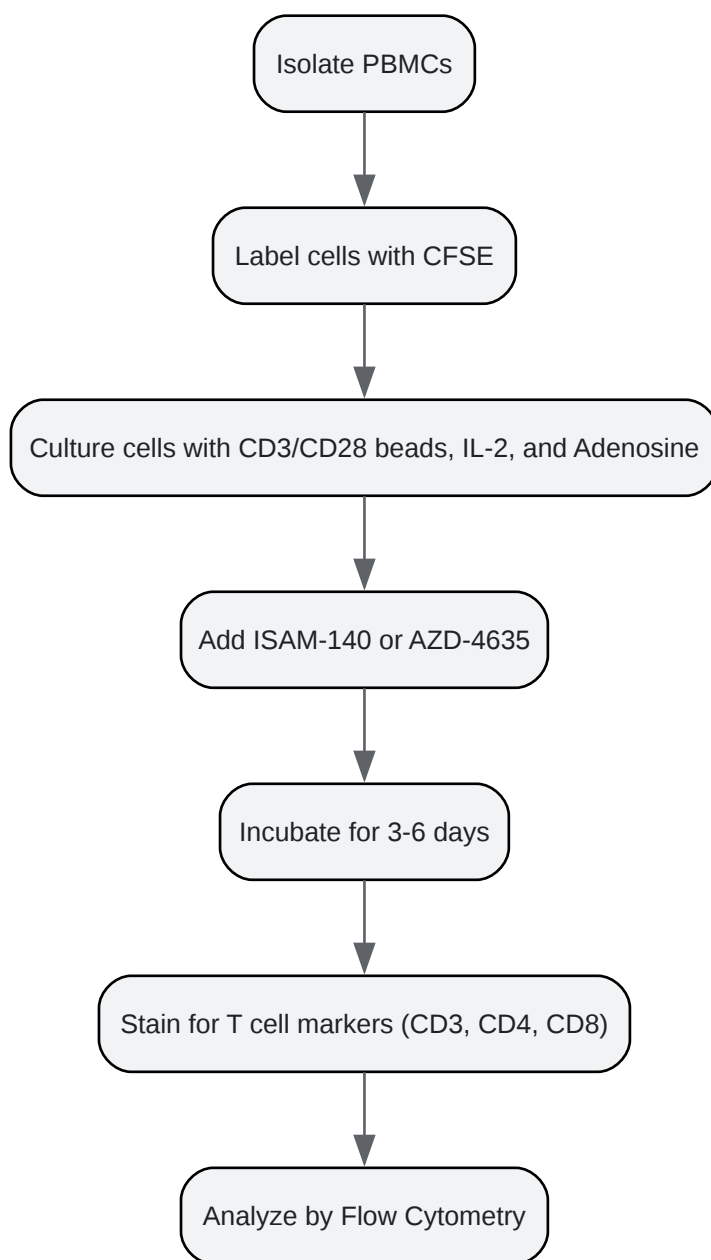 Isolate PBMCs
Label cells with CFSE
Culture cells with CD3/CD28 beads, IL-2, and Adenosine
Add ISAM-140 or AZD-4635
Incubate for 3-6 days
Stain for T cell markers (CD3, CD4, CD8)
Analyze by Flow Cytometry